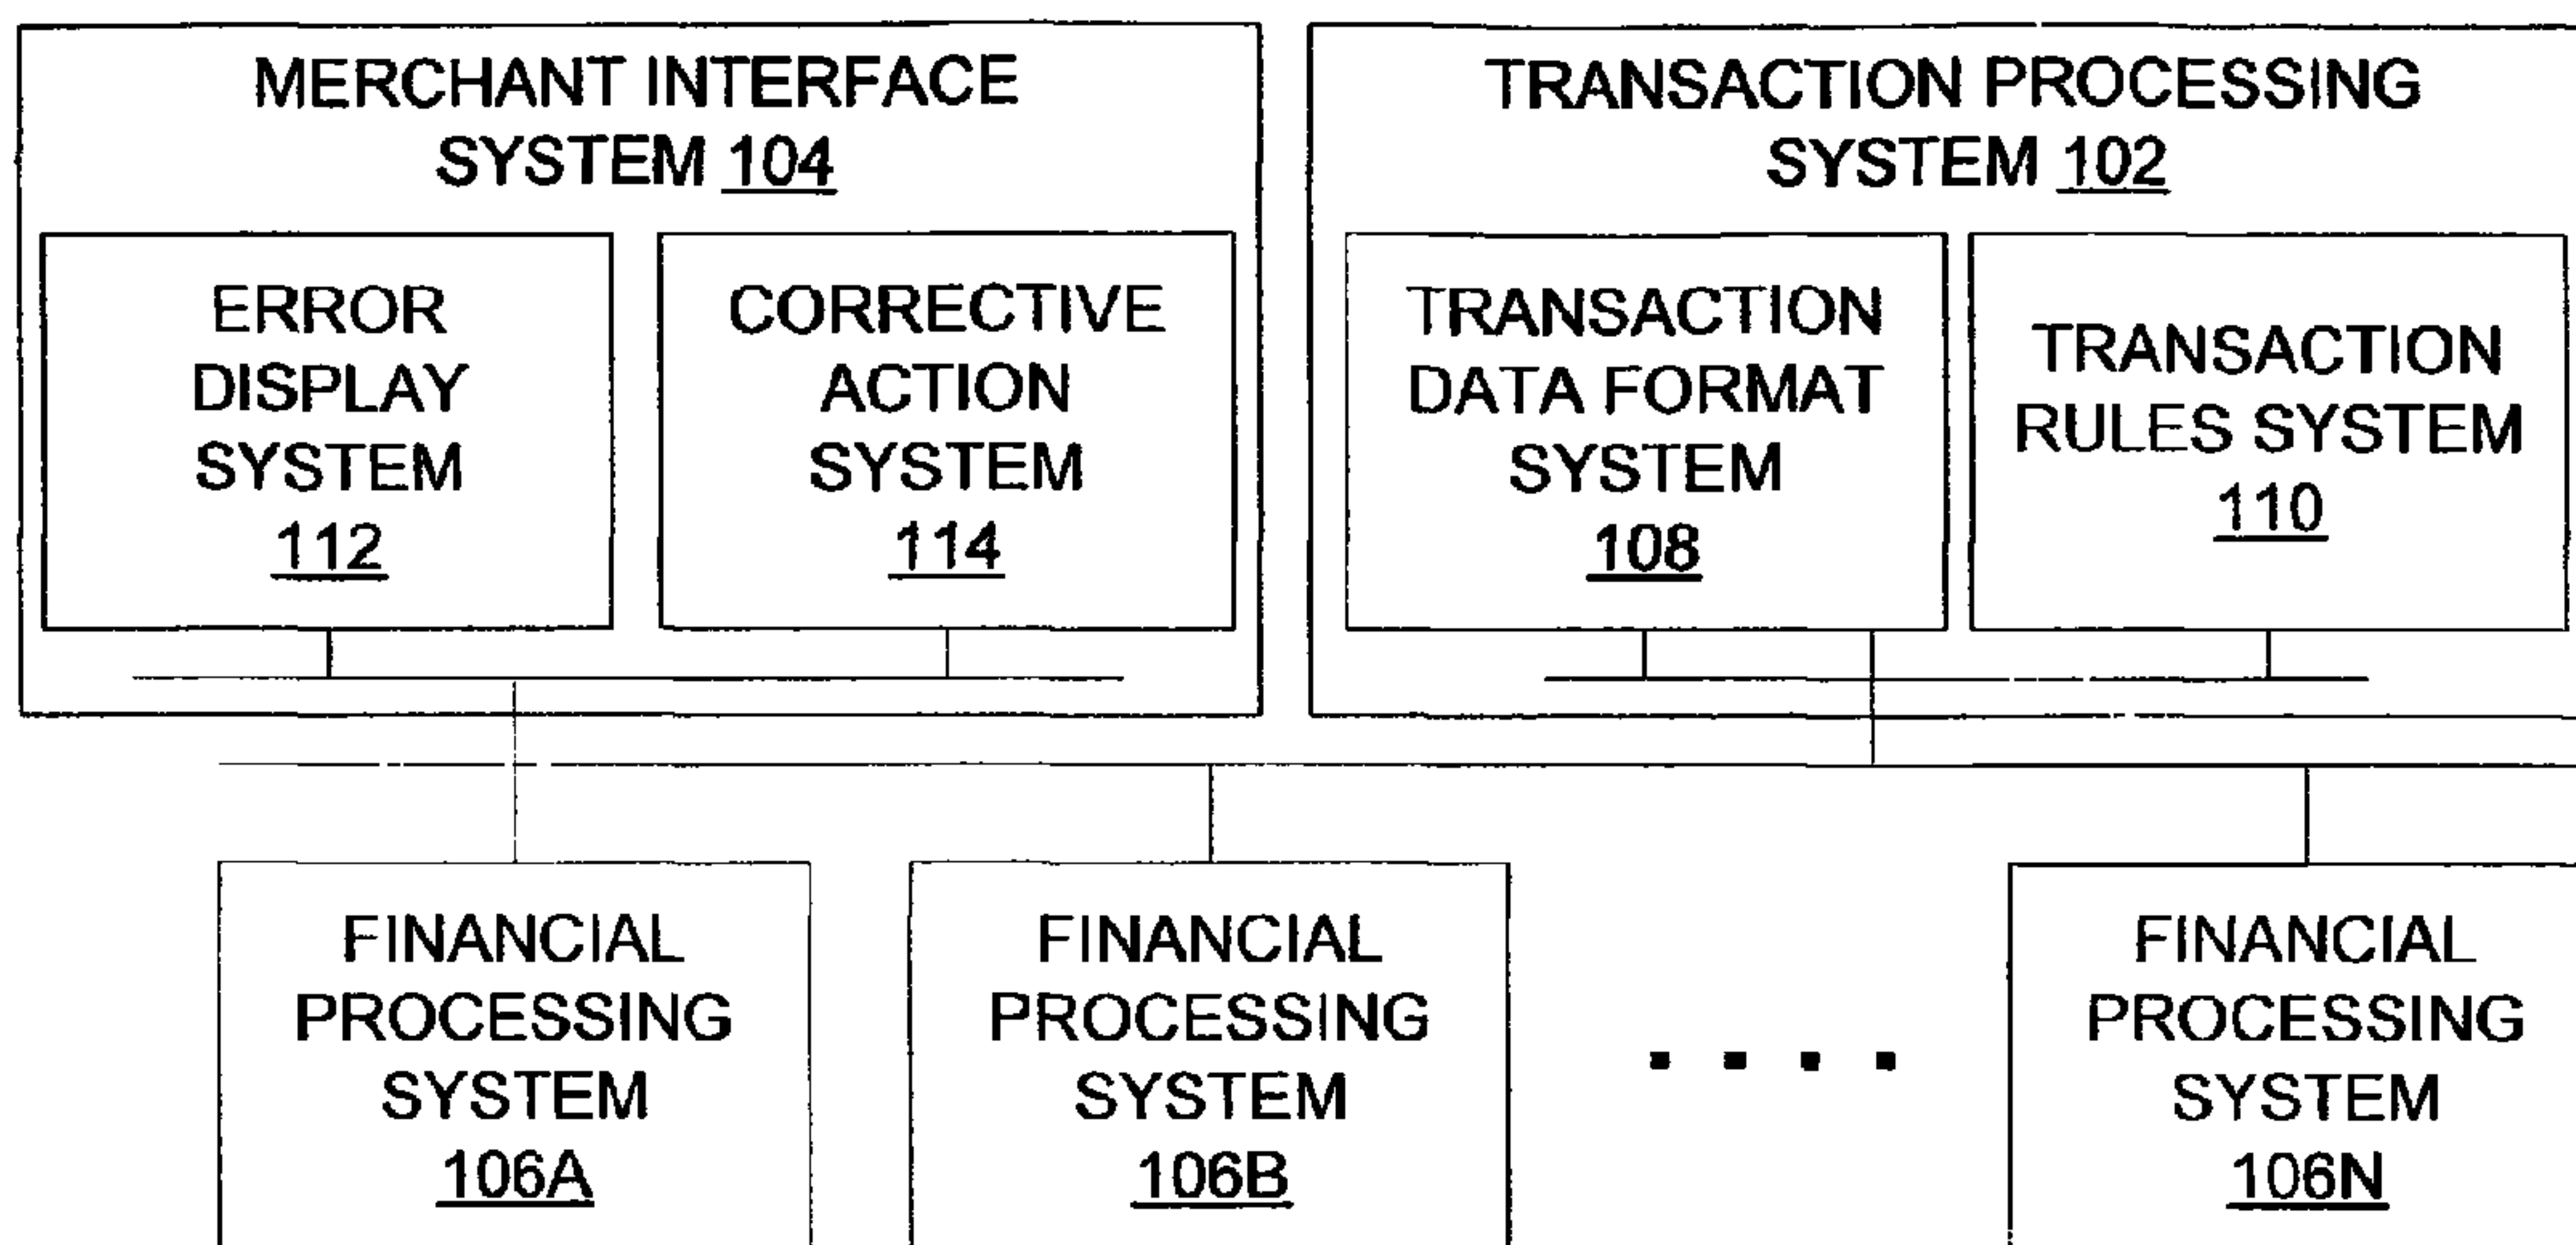 MERCHANT INTERFACE
SYSTEM 104
ERROR
DISPLAY
SYSTEM
112
CORRECTIVE
ACTION
SYSTEM
114
TRANSACTION PROCESSING
SYSTEM 102
TRANSACTION
DATA FORMAT
SYSTEM
108
TRANSACTION
RULES SYSTEM
110
FINANCIAL
PROCESSING
SYSTEM
106A
FINANCIAL
PROCESSING
SYSTEM
106B
FINANCIAL
PROCESSING
SYSTEM
106N